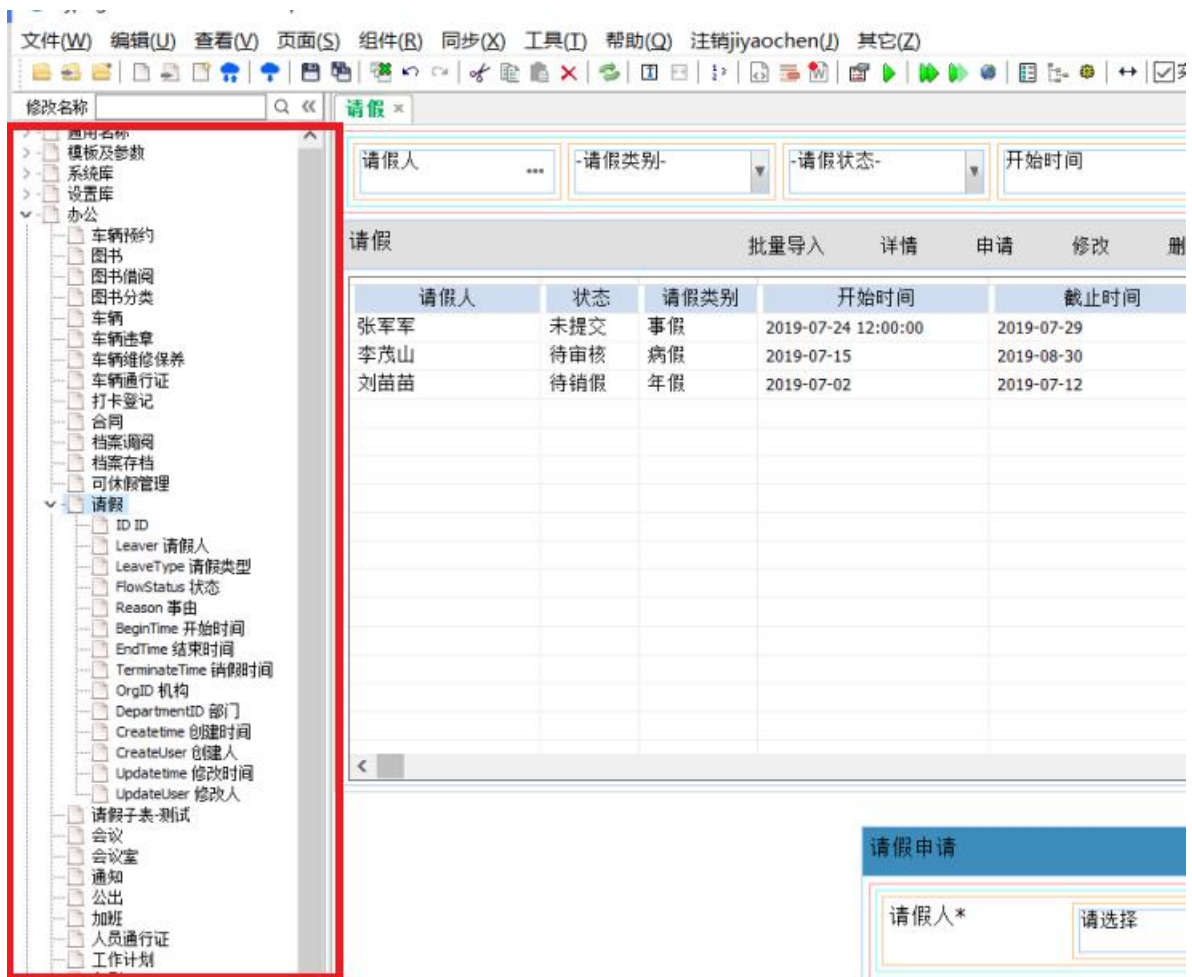 文件(W) 编辑(U) 查看(V) 页面(S) 组件(R) 同步(X) 工具(T) 帮助(Q) 注销jiyaochen(J) 其它(Z)
修改名称
请假 ×
通用名称
模板及参数
系统库
设置库
办公
车辆预约
图书
图书借阅
图书分类
车辆
车辆违章
车辆维修保养
车辆通行证
打卡登记
合同
档案调阅
档案存档
可休假管理
请假
ID ID
Leaver 请假人
LeaveType 请假类型
FlowStatus 状态
Reason 事由
BeginTime 开始时间
EndTime 结束时间
TerminateTime 销假时间
OrgID 机构
DepartmentID 部门
Createtime 创建时间
CreateUser 创建人
Updatetime 修改时间
UpdateUser 修改人
请假子表-测试
会议
会议室
通知
公出
加班
人员通行证
工作计划
请假人 ... -请假类别- -请假状态- 开始时间
请假 批量导入 详情 申请 修改 删
请假人 状态 请假类别 开始时间 截止时间
张军军 未提交 事假 2019-07-24 12:00:00 2019-07-29
李茂山 待审核 病假 2019-07-15 2019-08-30
刘苗苗 待销假 年假 2019-07-02 2019-07-12
请假申请
请假人* 请选择